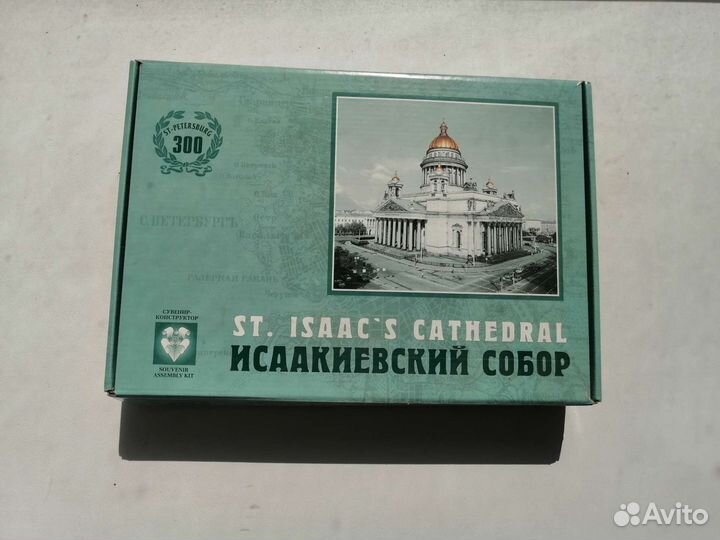 ST-PETERSBURG
300
С. ПЕТЕРБУРГЪ
ГАЛЕРНАЯ ГАВАНЬ
СУВЕНИР-
КОНСТРУКТОР
SOUVENIR
ASSEMBLY KIT
ST. ISAAC`S CATHEDRAL
ИСААКИЕВСКИЙ СОБОР
Avito